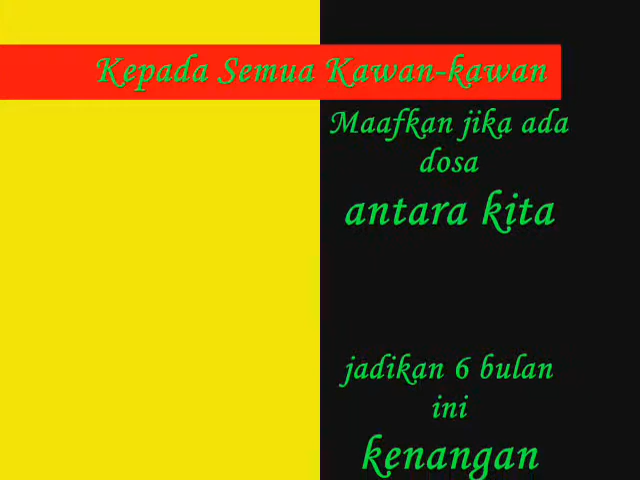 Kepada Semua Kawan-kawan
Maafkan jika ada
dosa
antara kita
jadikan 6 bulan
ini
kenangan